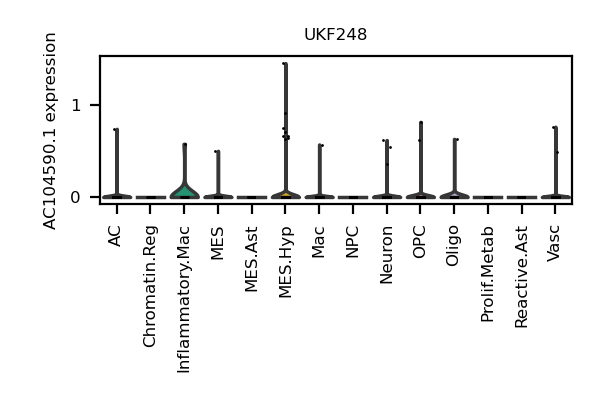 UKF248
AC104590.1 expression
1
0
AC
Chromatin.Reg
Inflammatory.Mac
MES
MES.Ast
MES.Hyp
Mac
NPC
Neuron
OPC
Oligo
Prolif.Metab
Reactive.Ast
Vasc